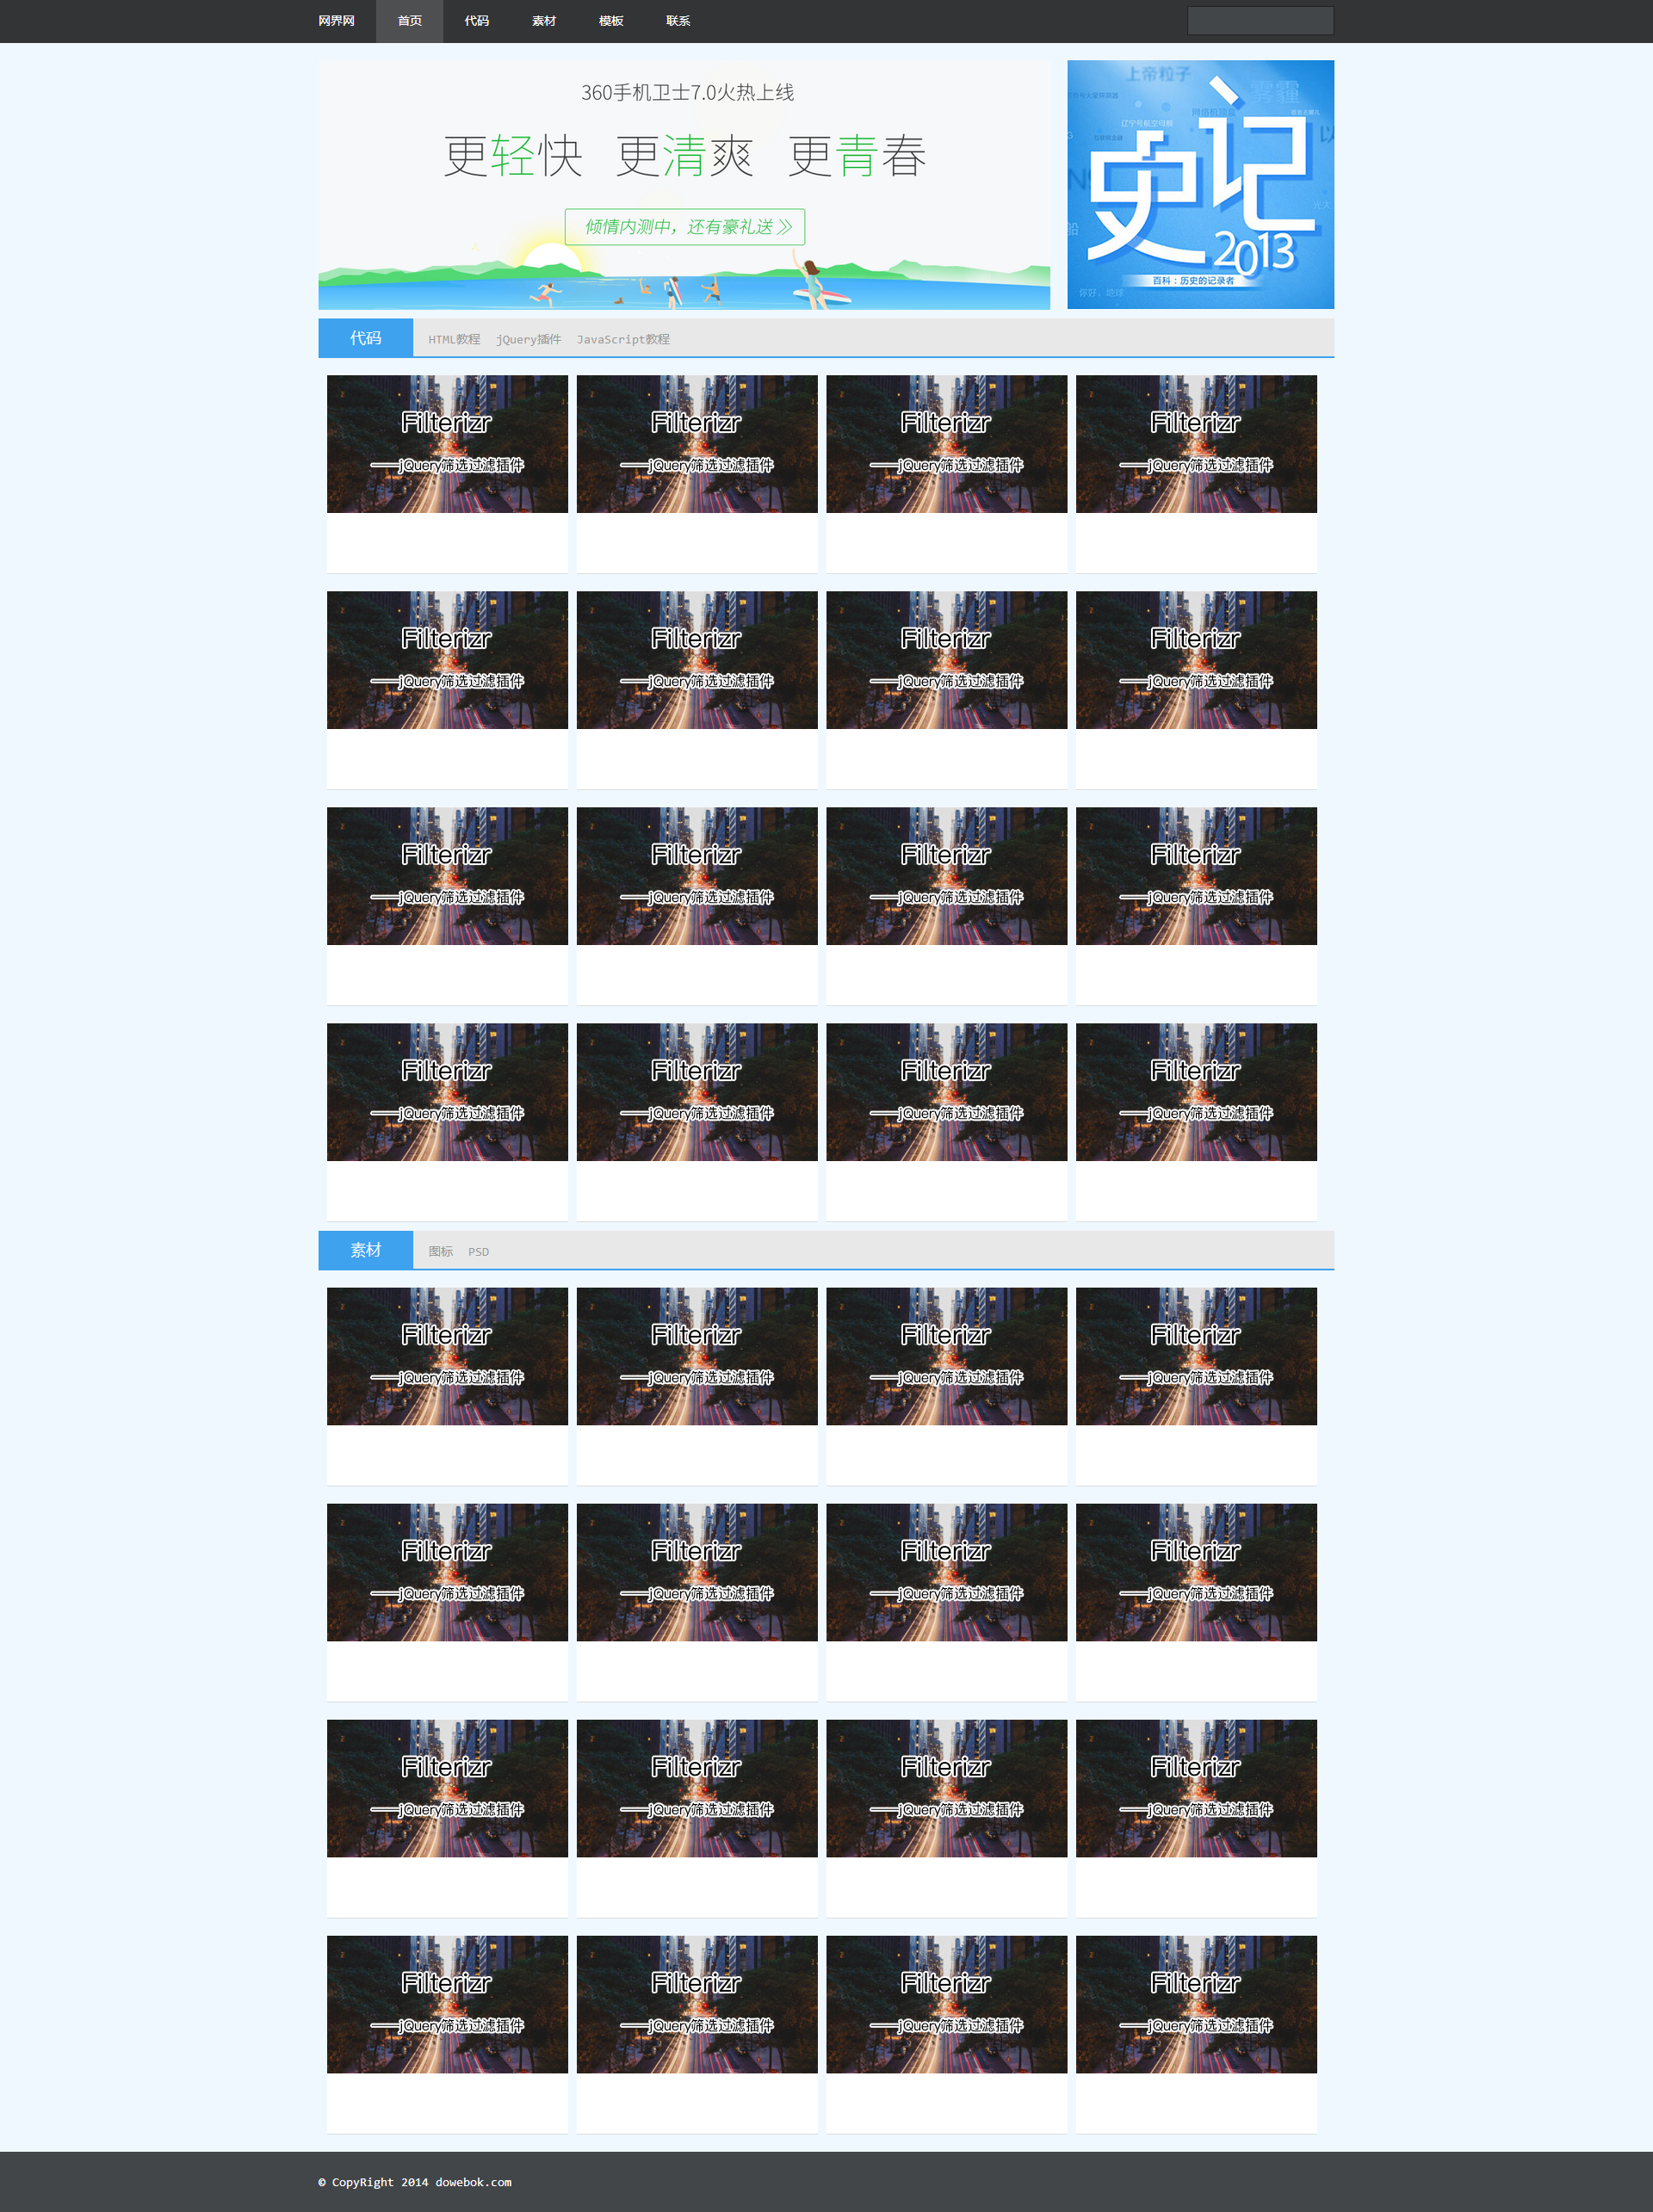 网界网 首页 代码 素材 模板 联系
360手机卫士7.0火热上线
更轻快 更清爽 更青春
倾情内测中，还有豪礼送
上帝粒子
雾霾
网络机顶盒
辽宁号航空母舰
史记
2013
百科：历史的记录者
你好，地球
代码 HTML教程 jQuery插件 JavaScript教程
Filterizr Filterizr Filterizr Filterizr
——jQuery筛选过滤插件 ——jQuery筛选过滤插件 ——jQuery筛选过滤插件 ——jQuery筛选过滤插件
Filterizr Filterizr Filterizr Filterizr
——jQuery筛选过滤插件 ——jQuery筛选过滤插件 ——jQuery筛选过滤插件 ——jQuery筛选过滤插件
Filterizr Filterizr Filterizr Filterizr
——jQuery筛选过滤插件 ——jQuery筛选过滤插件 ——jQuery筛选过滤插件 ——jQuery筛选过滤插件
Filterizr Filterizr Filterizr Filterizr
——jQuery筛选过滤插件 ——jQuery筛选过滤插件 ——jQuery筛选过滤插件 ——jQuery筛选过滤插件
素材 图标 PSD
Filterizr Filterizr Filterizr Filterizr
——jQuery筛选过滤插件 ——jQuery筛选过滤插件 ——jQuery筛选过滤插件 ——jQuery筛选过滤插件
Filterizr Filterizr Filterizr Filterizr
——jQuery筛选过滤插件 ——jQuery筛选过滤插件 ——jQuery筛选过滤插件 ——jQuery筛选过滤插件
Filterizr Filterizr Filterizr Filterizr
——jQuery筛选过滤插件 ——jQuery筛选过滤插件 ——jQuery筛选过滤插件 ——jQuery筛选过滤插件
Filterizr Filterizr Filterizr Filterizr
——jQuery筛选过滤插件 ——jQuery筛选过滤插件 ——jQuery筛选过滤插件 ——jQuery筛选过滤插件
© CopyRight 2014 dowebok.com